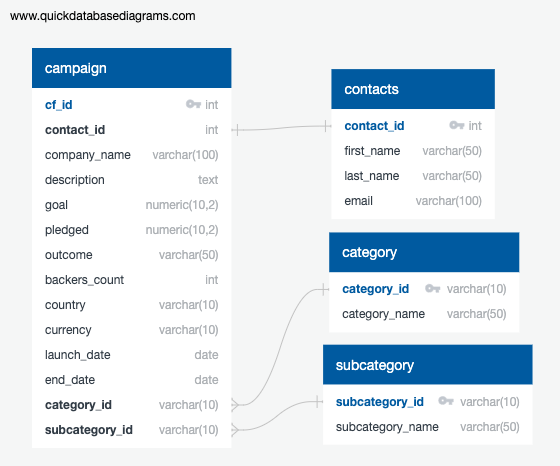 www.quickdatabasediagrams.com
campaign
cf_id int
contact_id int
company_name varchar(100)
description text
goal numeric(10,2)
pledged numeric(10,2)
outcome varchar(50)
backers_count int
country varchar(10)
currency varchar(10)
launch_date date
end_date date
category_id varchar(10)
subcategory_id varchar(10)
contacts
contact_id int
first_name varchar(50)
last_name varchar(50)
email varchar(100)
category
category_id varchar(10)
category_name varchar(50)
subcategory
subcategory_id varchar(10)
subcategory_name varchar(50)